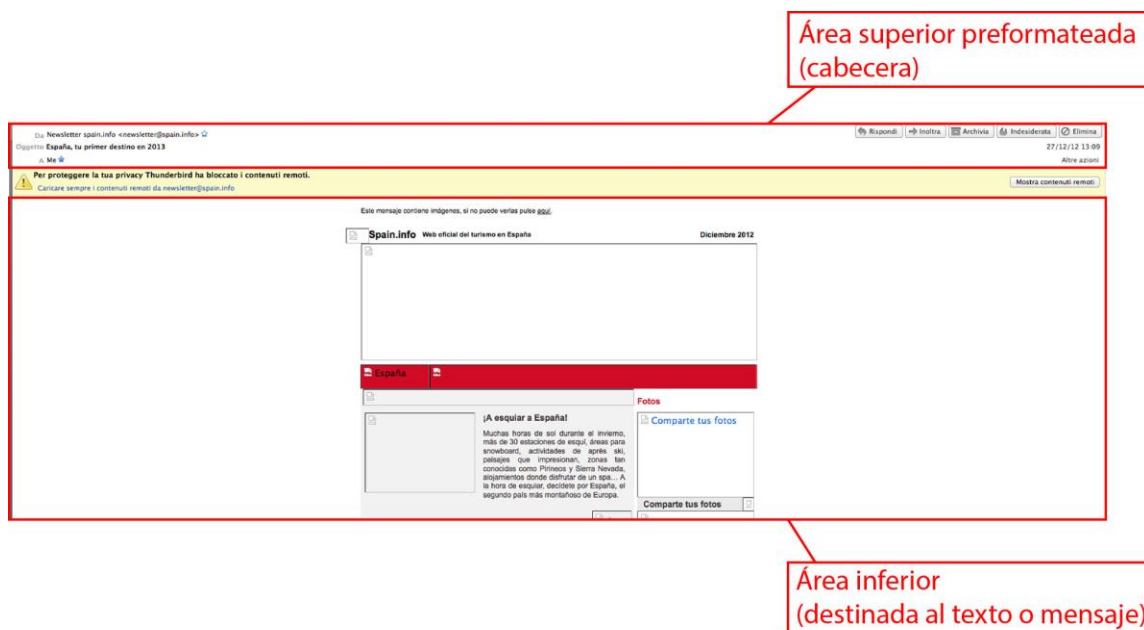 Área superior preformateada
(cabecera)
Da Newsletter spain.info <newsletter@spain.info>
Rispondi Inoltra Archivia Indesiderata Elimina
Oggetto España, tu primer destino en 2013
27/12/12 13:09
A Me
Altre azioni
Per proteggere la tua privacy Thunderbird ha bloccato i contenuti remoti.
Caricare sempre i contenuti remoti da newsletter@spain.info
Mostra contenuti remoti
Este mensaje contiene imágenes, si no puede verlas pulse aquí.
Spain.info Web oficial del turismo en España Diciembre 2012
España
Fotos
¡A esquiar a España!
Muchas horas de sol durante el invierno,
más de 30 estaciones de esquí, áreas para
snowboard, actividades de après ski,
paisajes que impresionan, zonas tan
conocidas como Pirineos y Sierra Nevada,
alojamientos donde disfrutar de un spa... A
la hora de esquiar, decídete por España, el
segundo país más montañoso de Europa.
Comparte tus fotos
Comparte tus fotos
Área inferior
(destinada al texto o mensaje)